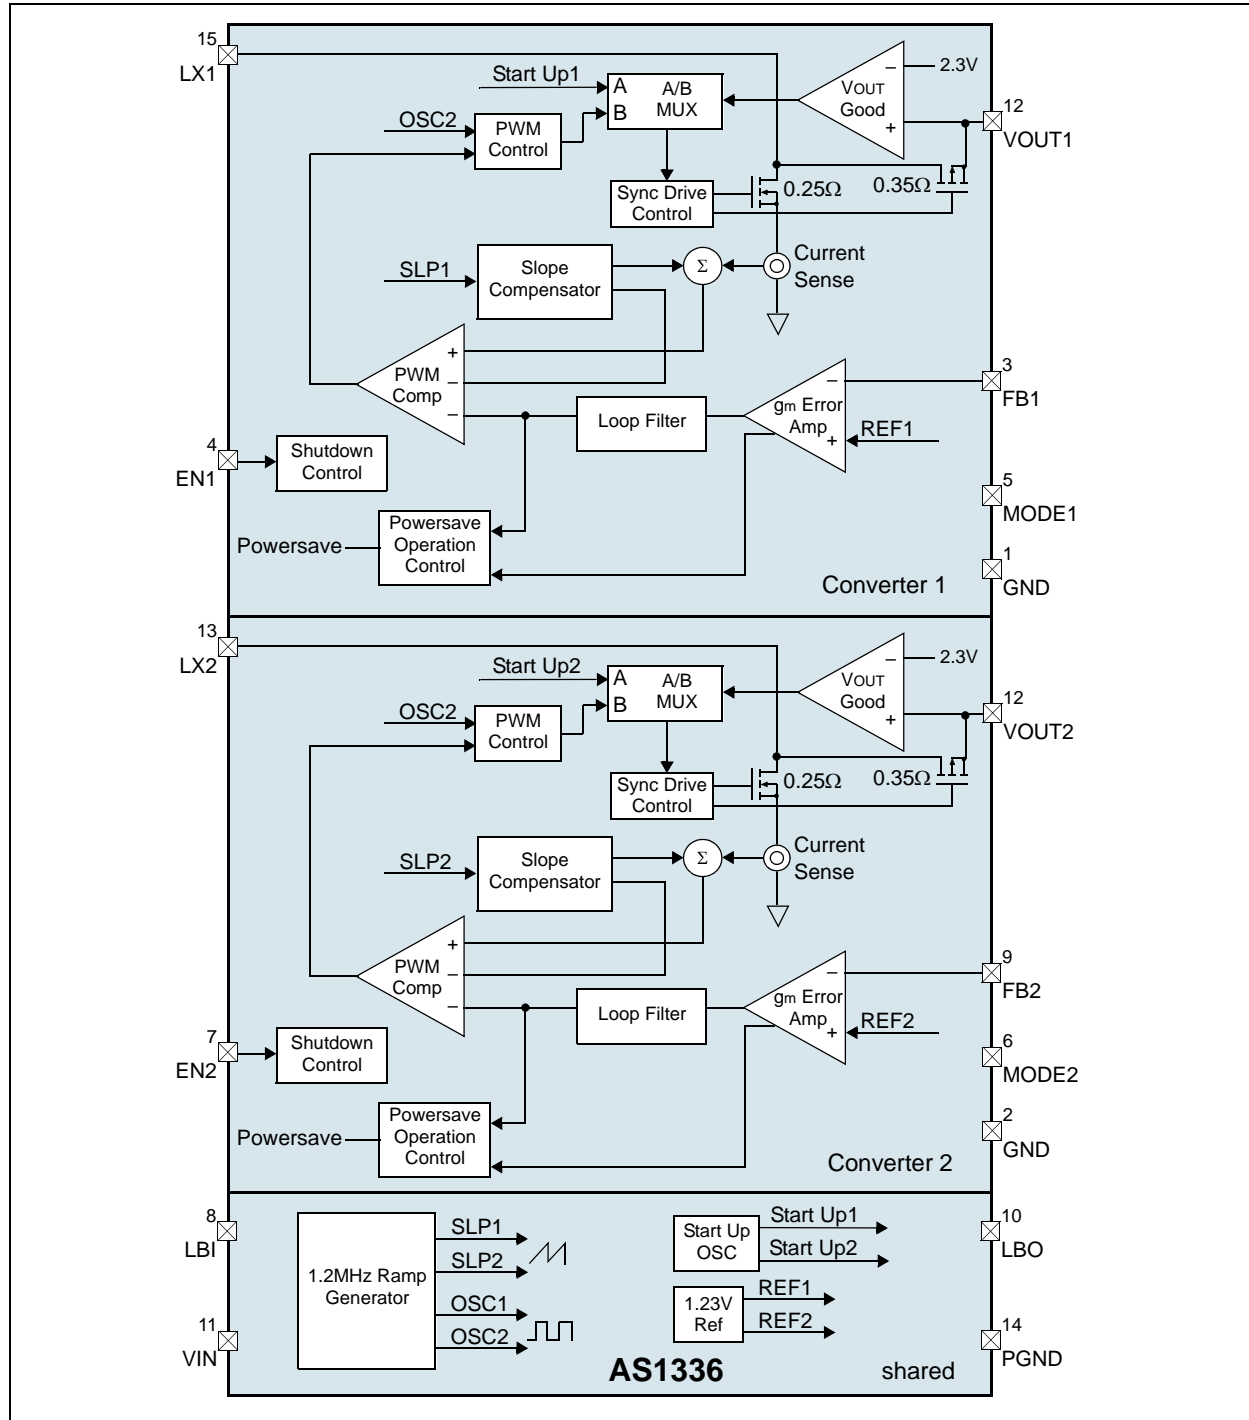 15
LX1
Start Up1
A
B
A/B
MUX
VOUT
Good
−
+
2.3V
12
VOUT1
OSC2
PWM
Control
Sync Drive
Control
0.25Ω
0.35Ω
SLP1
Slope
Compensator
Σ
Current
Sense
PWM
Comp
+
−
−
Loop Filter
gm Error
Amp
−
+
REF1
3
FB1
4
EN1
Shutdown
Control
5
MODE1
Powersave
Powersave
Operation
Control
1
GND
Converter 1
13
LX2
Start Up2
A
B
A/B
MUX
VOUT
Good
−
+
2.3V
12
VOUT2
OSC2
PWM
Control
Sync Drive
Control
0.25Ω
0.35Ω
SLP2
Slope
Compensator
Σ
Current
Sense
PWM
Comp
+
−
−
Loop Filter
gm Error
Amp
−
+
REF2
9
FB2
7
EN2
Shutdown
Control
6
MODE2
Powersave
Powersave
Operation
Control
2
GND
Converter 2
8
LBI
1.2MHz Ramp
Generator
SLP1
SLP2
OSC1
OSC2
Start Up
OSC
Start Up1
Start Up2
1.23V
Ref
REF1
REF2
10
LBO
11
VIN
14
PGND
AS1336
shared